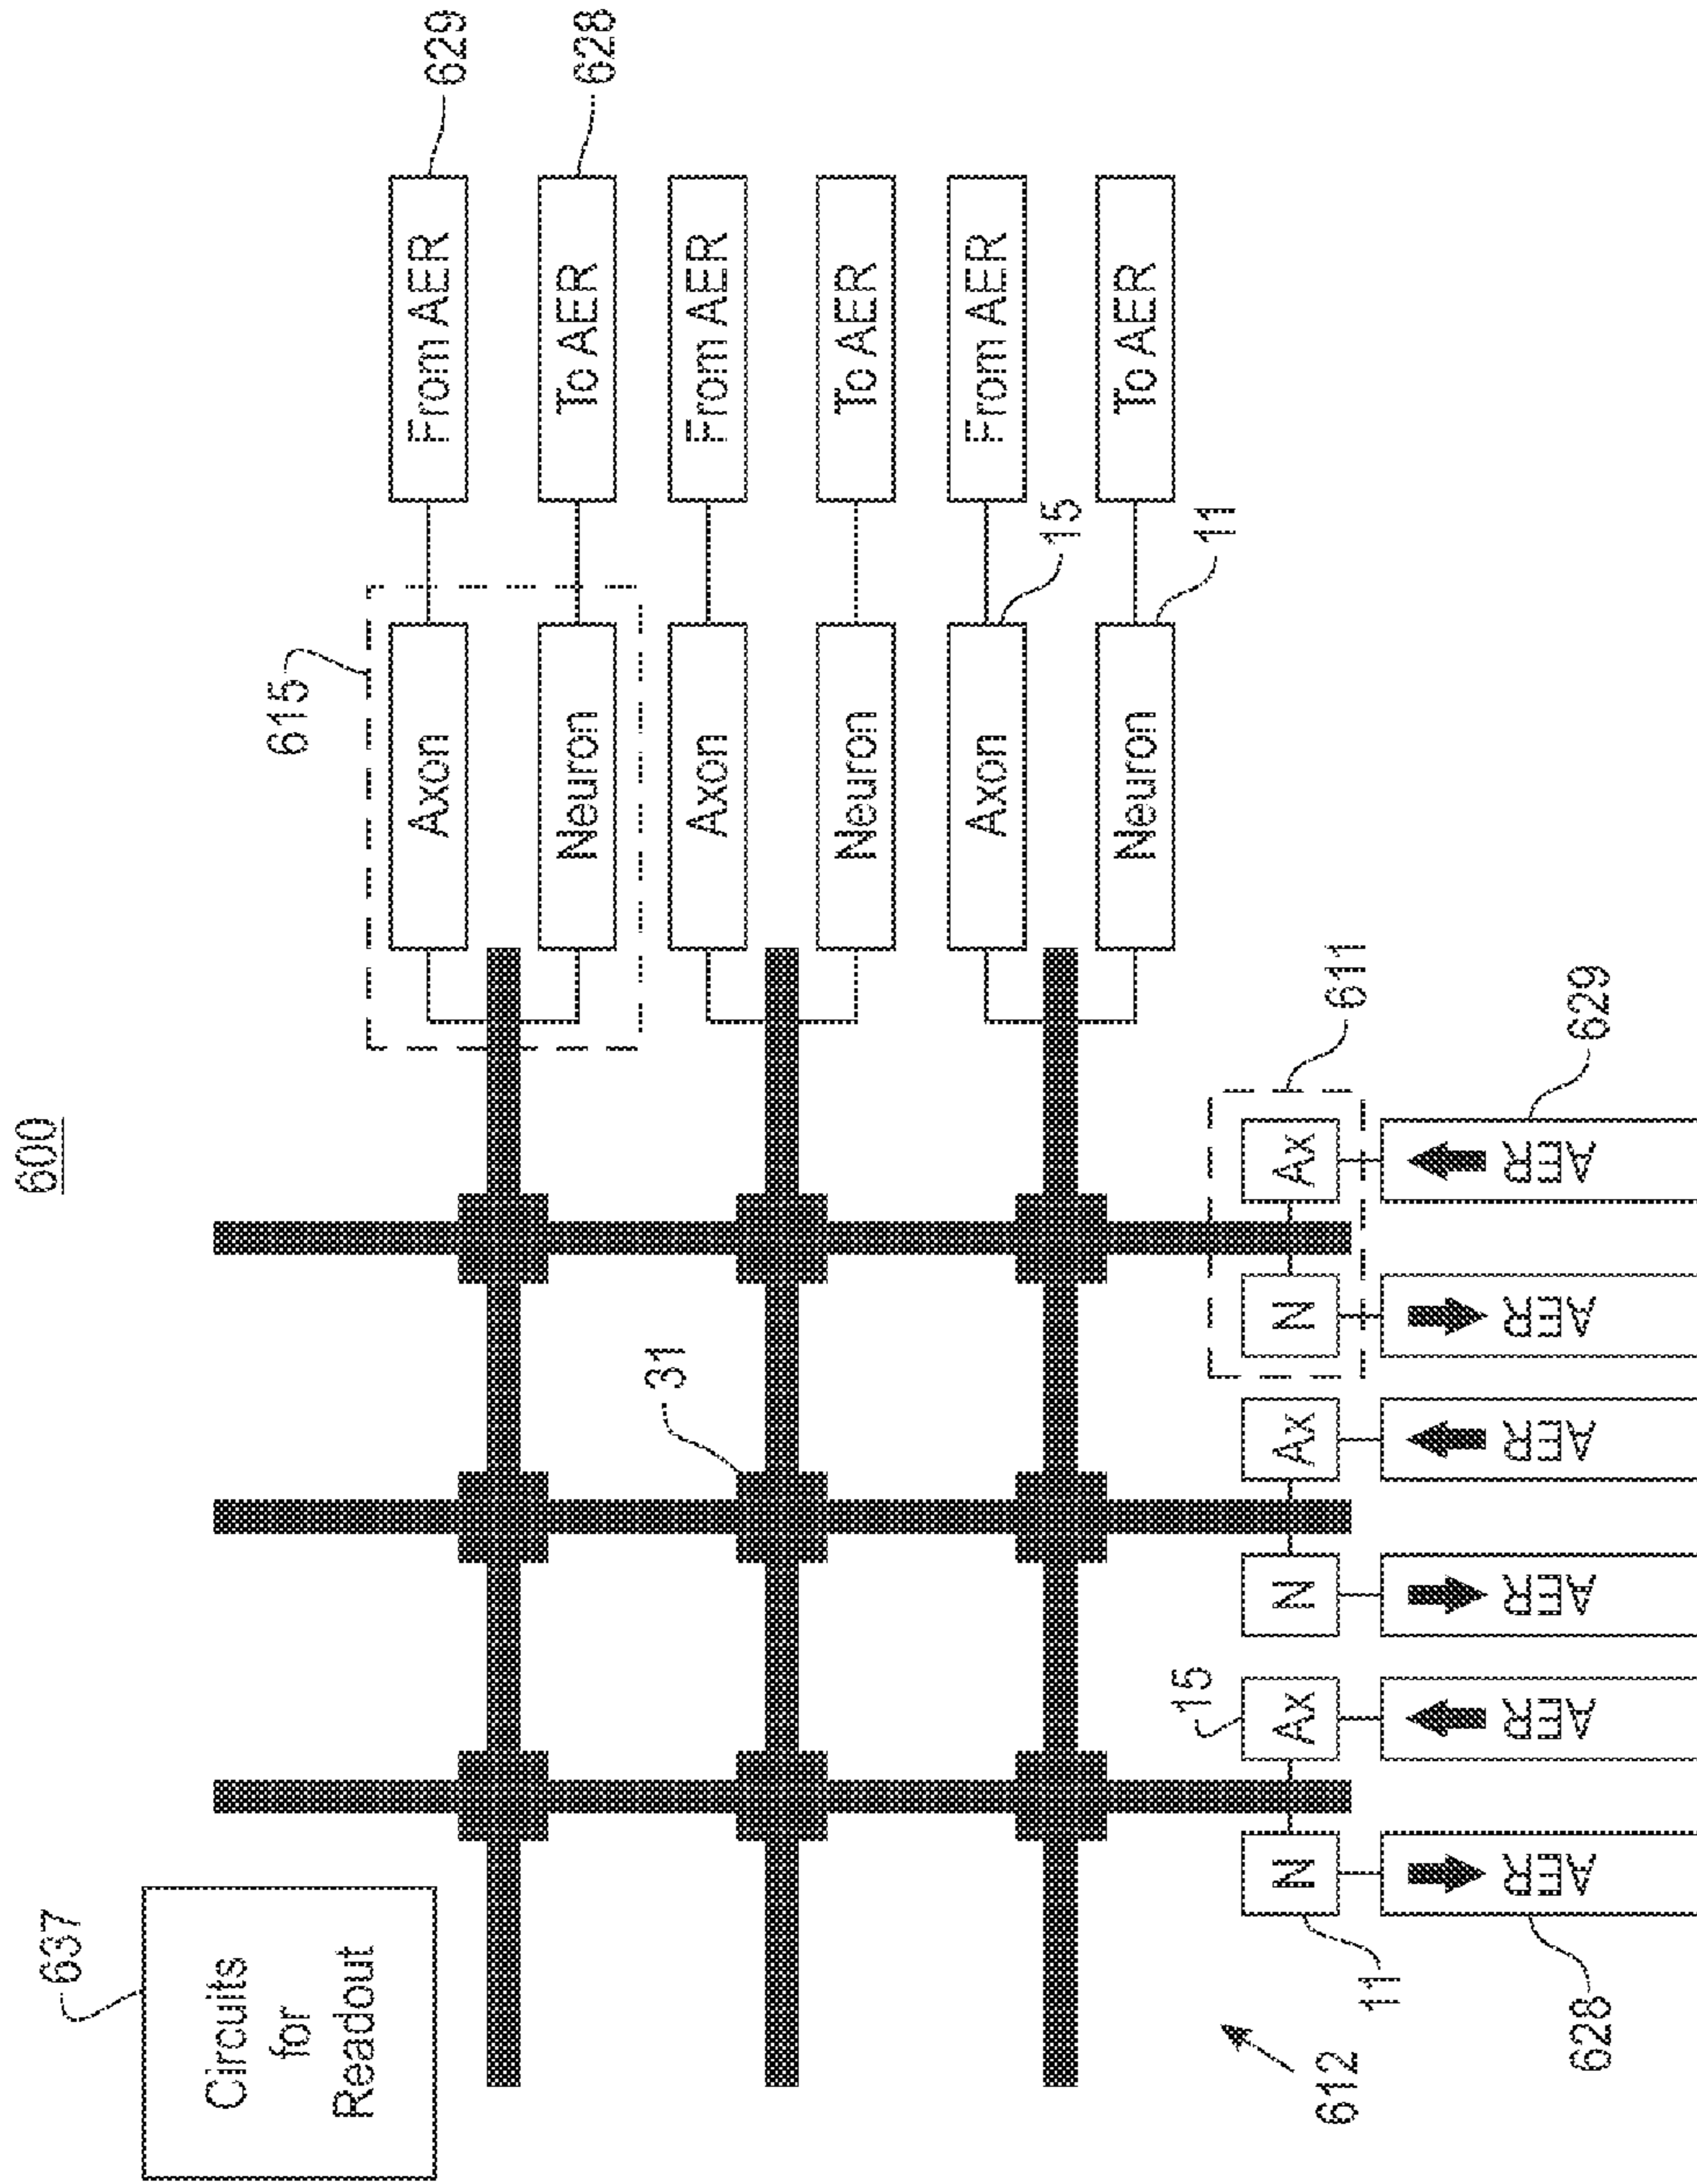 600
637
Circuits
for
Readout
615
Axon
From AER
629
Neuron
To AER
628
31
Axon
From AER
Neuron
To AER
Axon
From AER
15
Neuron
To AER
11
15
N
Ax
N
Ax
N
Ax
611
612
11
AER
AER
AER
AER
AER
AER
628
629